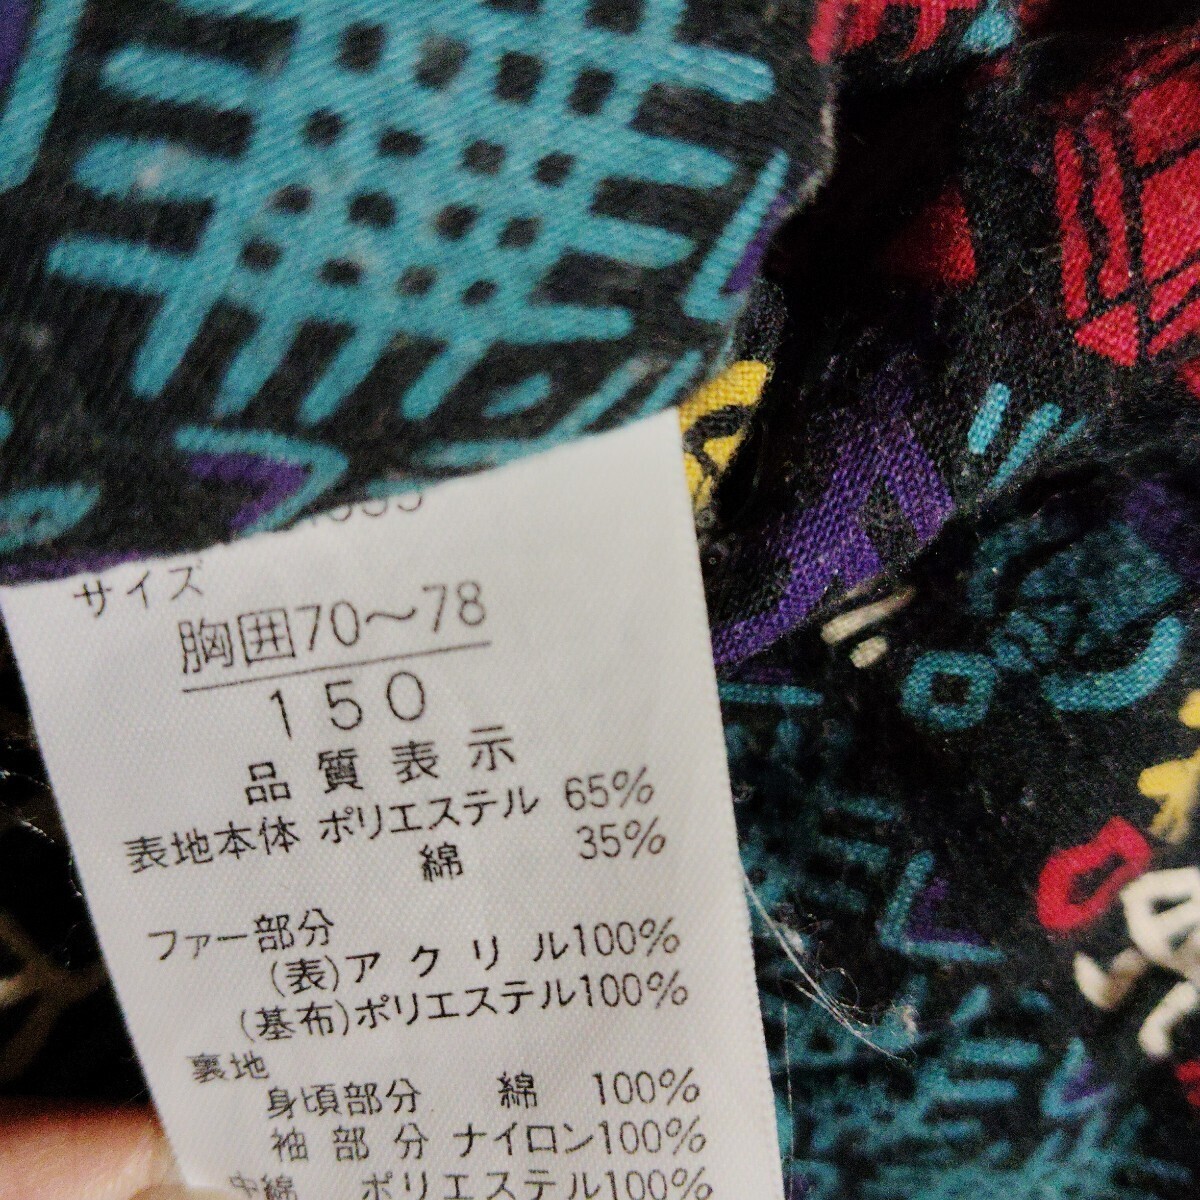 サイズ
胸囲70～78
150
品質表示
表地本体 ポリエステル 65%
綿 35%
ファー部分
(表)アクリル100%
(基布)ポリエステル100%
裏地
身頃部分 綿 100%
袖部分 ナイロン100%
中綿 ポリエステル100%